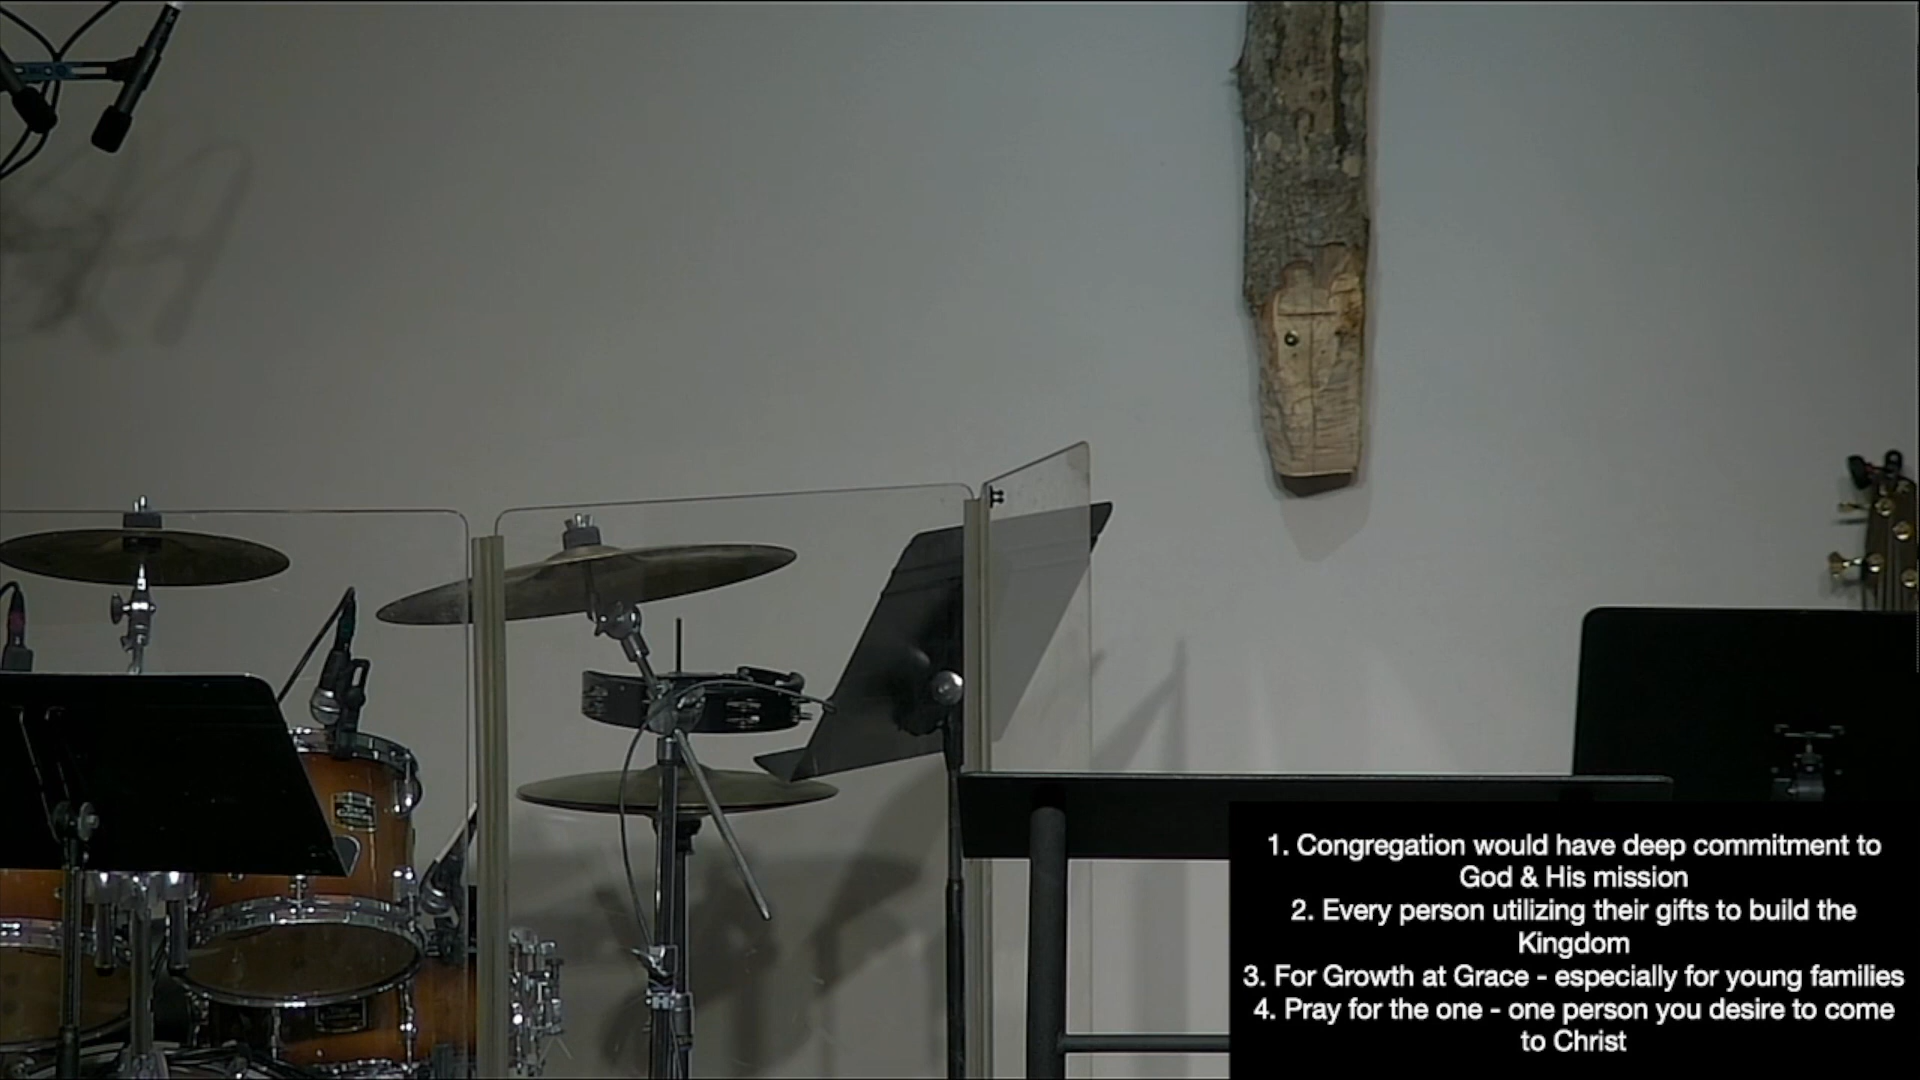 1. Congregation would have deep commitment to
God & His mission
2. Every person utilizing their gifts to build the
Kingdom
3. For Growth at Grace - especially for young families
4. Pray for the one - one person you desire to come
to Christ